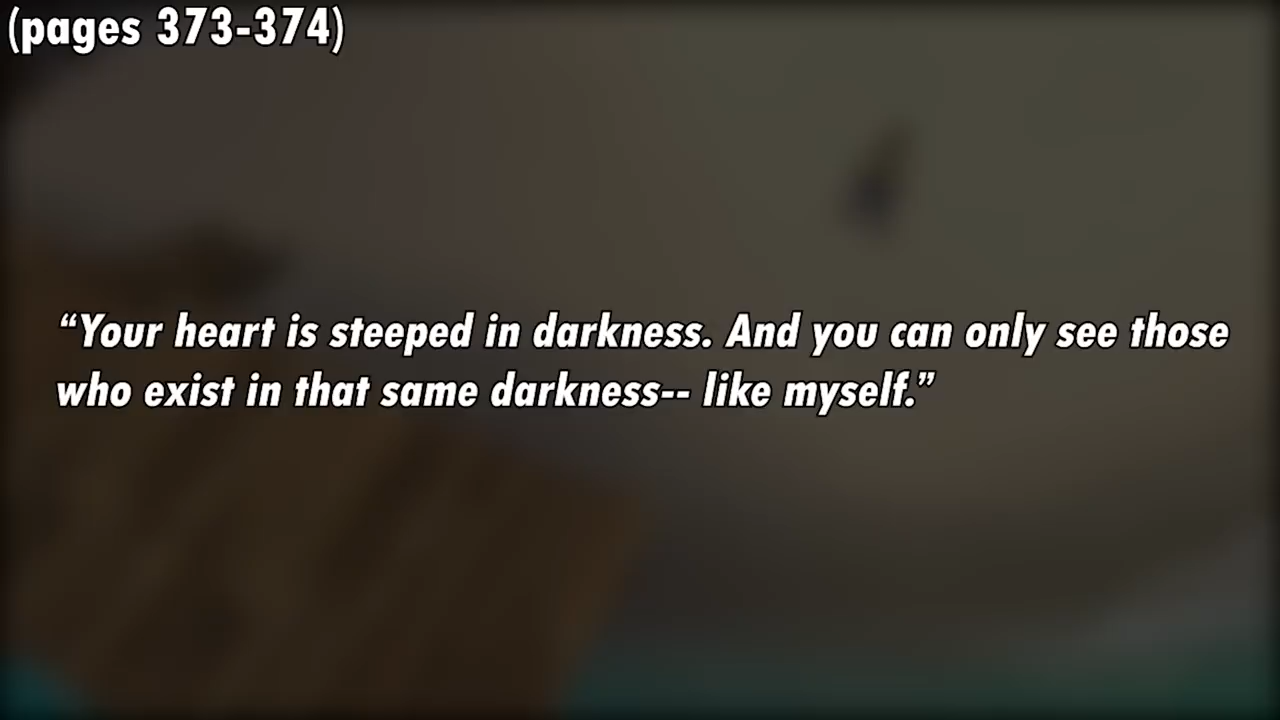 (pages 373-374)
“Your heart is steeped in darkness. And you can only see those
who exist in that same darkness-- like myself.”